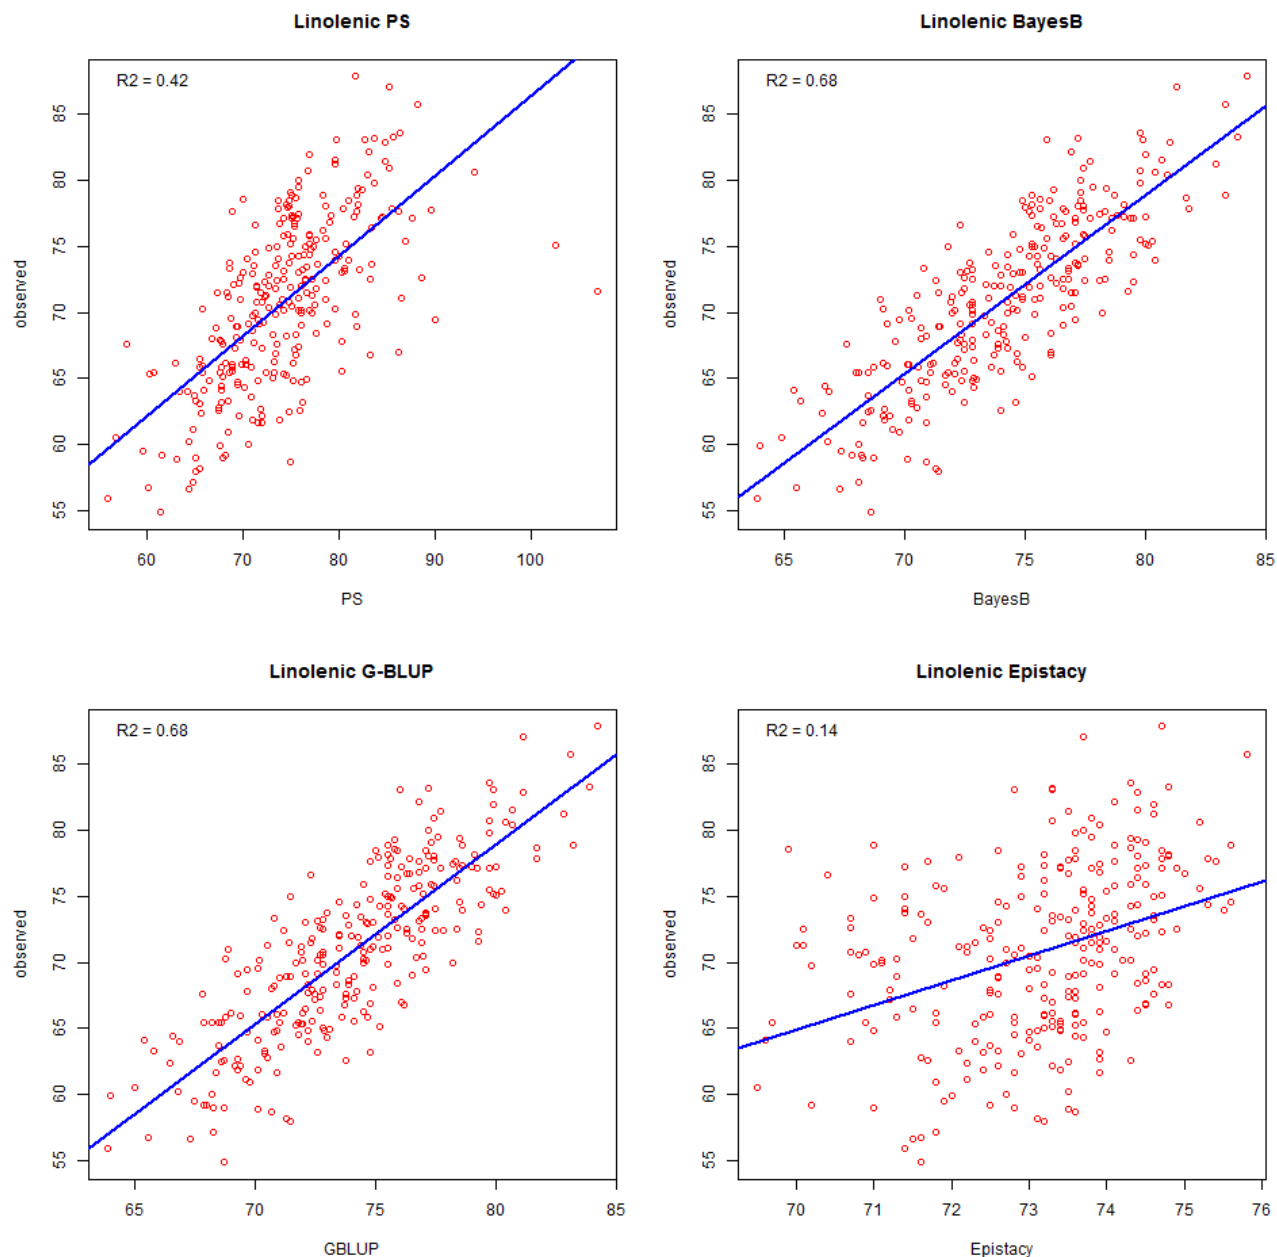 Linolenic PS
R2 = 0.42
85
80
75
70
65
60
55
observed
60 70 80 90 100
PS
Linolenic BayesB
R2 = 0.68
85
80
75
70
65
60
55
observed
65 70 75 80 85
BayesB
Linolenic G-BLUP
R2 = 0.68
85
80
75
70
65
60
55
observed
65 70 75 80 85
GBLUP
Linolenic Epistacy
R2 = 0.14
85
80
75
70
65
60
55
observed
70 71 72 73 74 75 76
Epistacy